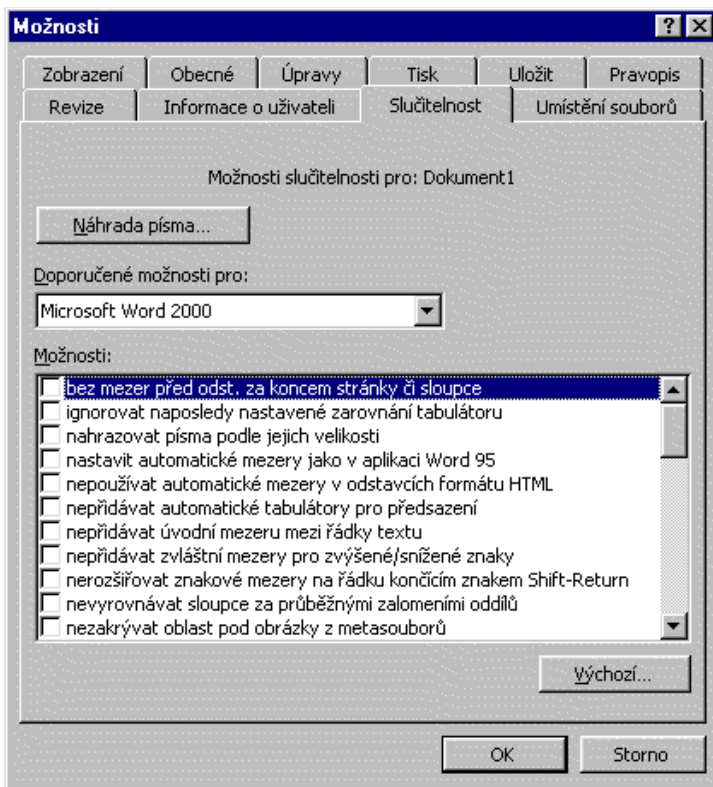 Možnosti
Zobrazení Obecné Úpravy Tisk Uložit Pravopis
Revize Informace o uživateli Slučitelnost Umístění souborů
Možnosti slučitelnosti pro: Dokument1
Náhrada písma...
Doporučené možnosti pro:
Microsoft Word 2000
Možnosti:
bez mezer před odst. za koncem stránky či sloupce
ignorovat naposledy nastavené zarovnání tabulátoru
nahrazovat písma podle jejich velikosti
nastavit automatické mezery jako v aplikaci Word 95
nepoužívat automatické mezery v odstavcích formátu HTML
nepřidávat automatické tabulátory pro předsazení
nepřidávat úvodní mezeru mezi řádky textu
nepřidávat zvláštní mezery pro zvýšené/snížené znaky
nerozšiřovat znakové mezery na řádku končícím znakem Shift-Return
nevyrovnávat sloupce za průběžnými zalomeními oddílů
nezakrývat oblast pod obrázky z metasouborů
Výchozí...
OK Storno